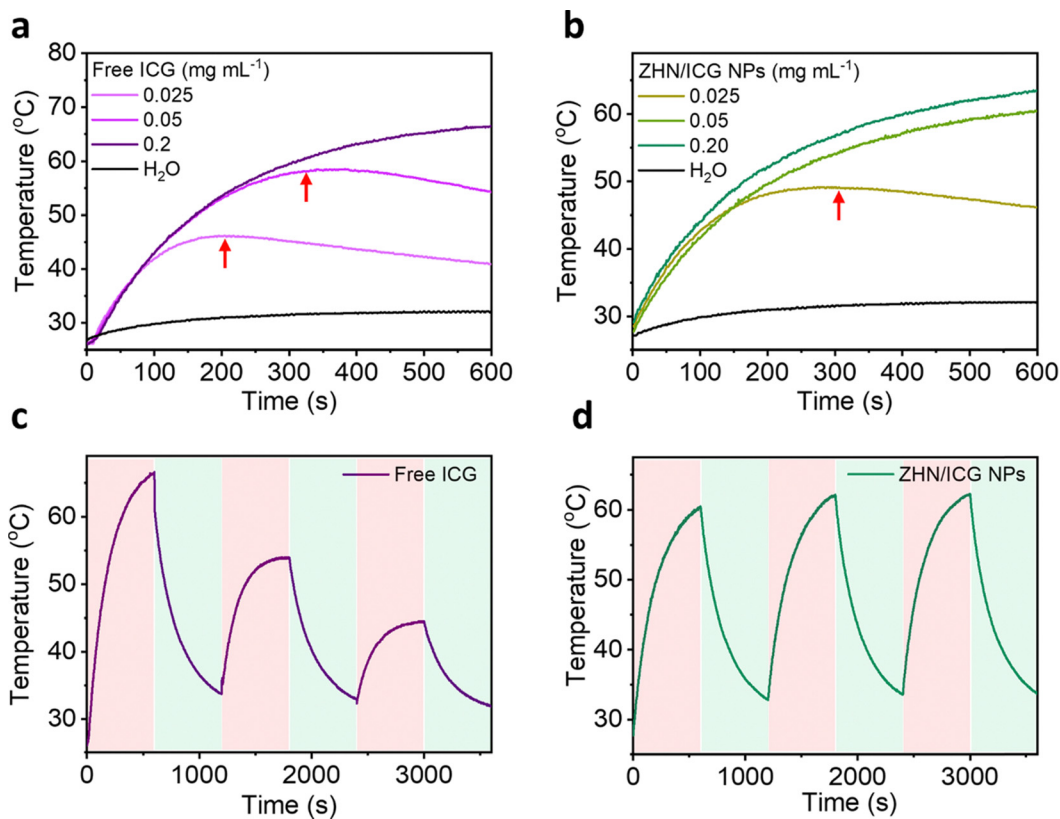 a
80
70
60
50
40
30
Temperature (°C)
Free ICG (mg mL⁻¹)
0.025
0.05
0.2
H₂O
0 100 200 300 400 500 600
Time (s)
b
60
50
40
30
Temperature (°C)
ZHN/ICG NPs (mg mL⁻¹)
0.025
0.05
0.20
H₂O
0 100 200 300 400 500 600
Time (s)
c
60
50
40
30
Temperature (°C)
Free ICG
0 1000 2000 3000
Time (s)
d
60
50
40
30
Temperature (°C)
ZHN/ICG NPs
0 1000 2000 3000
Time (s)